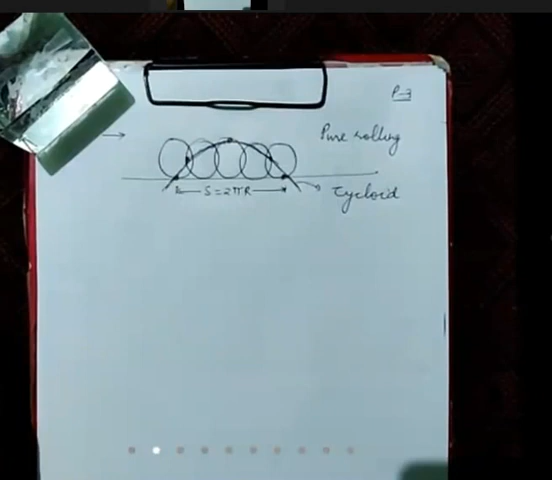 P-3
Pure rolling
S = 2πR
Cycloid